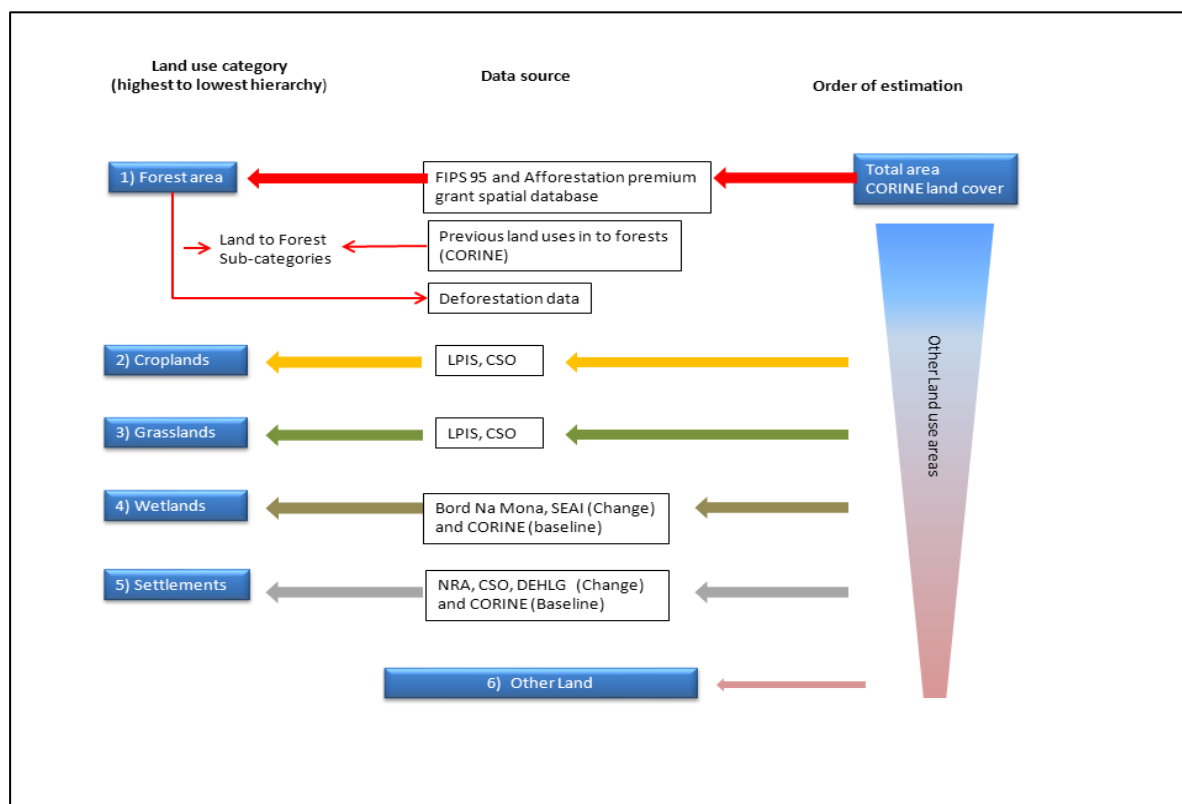 Land use category
(highest to lowest hierarchy)
Data source
Order of estimation
1) Forest area
FIPS 95 and Afforestation premium
grant spatial database
Total area
CORINE land cover
Land to Forest
Sub-categories
Previous land uses in to forests
(CORINE)
Deforestation data
2) Croplands
LPIS, CSO
3) Grasslands
LPIS, CSO
4) Wetlands
Bord Na Mona, SEAI (Change)
and CORINE (baseline)
5) Settlements
NRA, CSO, DEHLG (Change)
and CORINE (Baseline)
6) Other Land
Other Land use areas